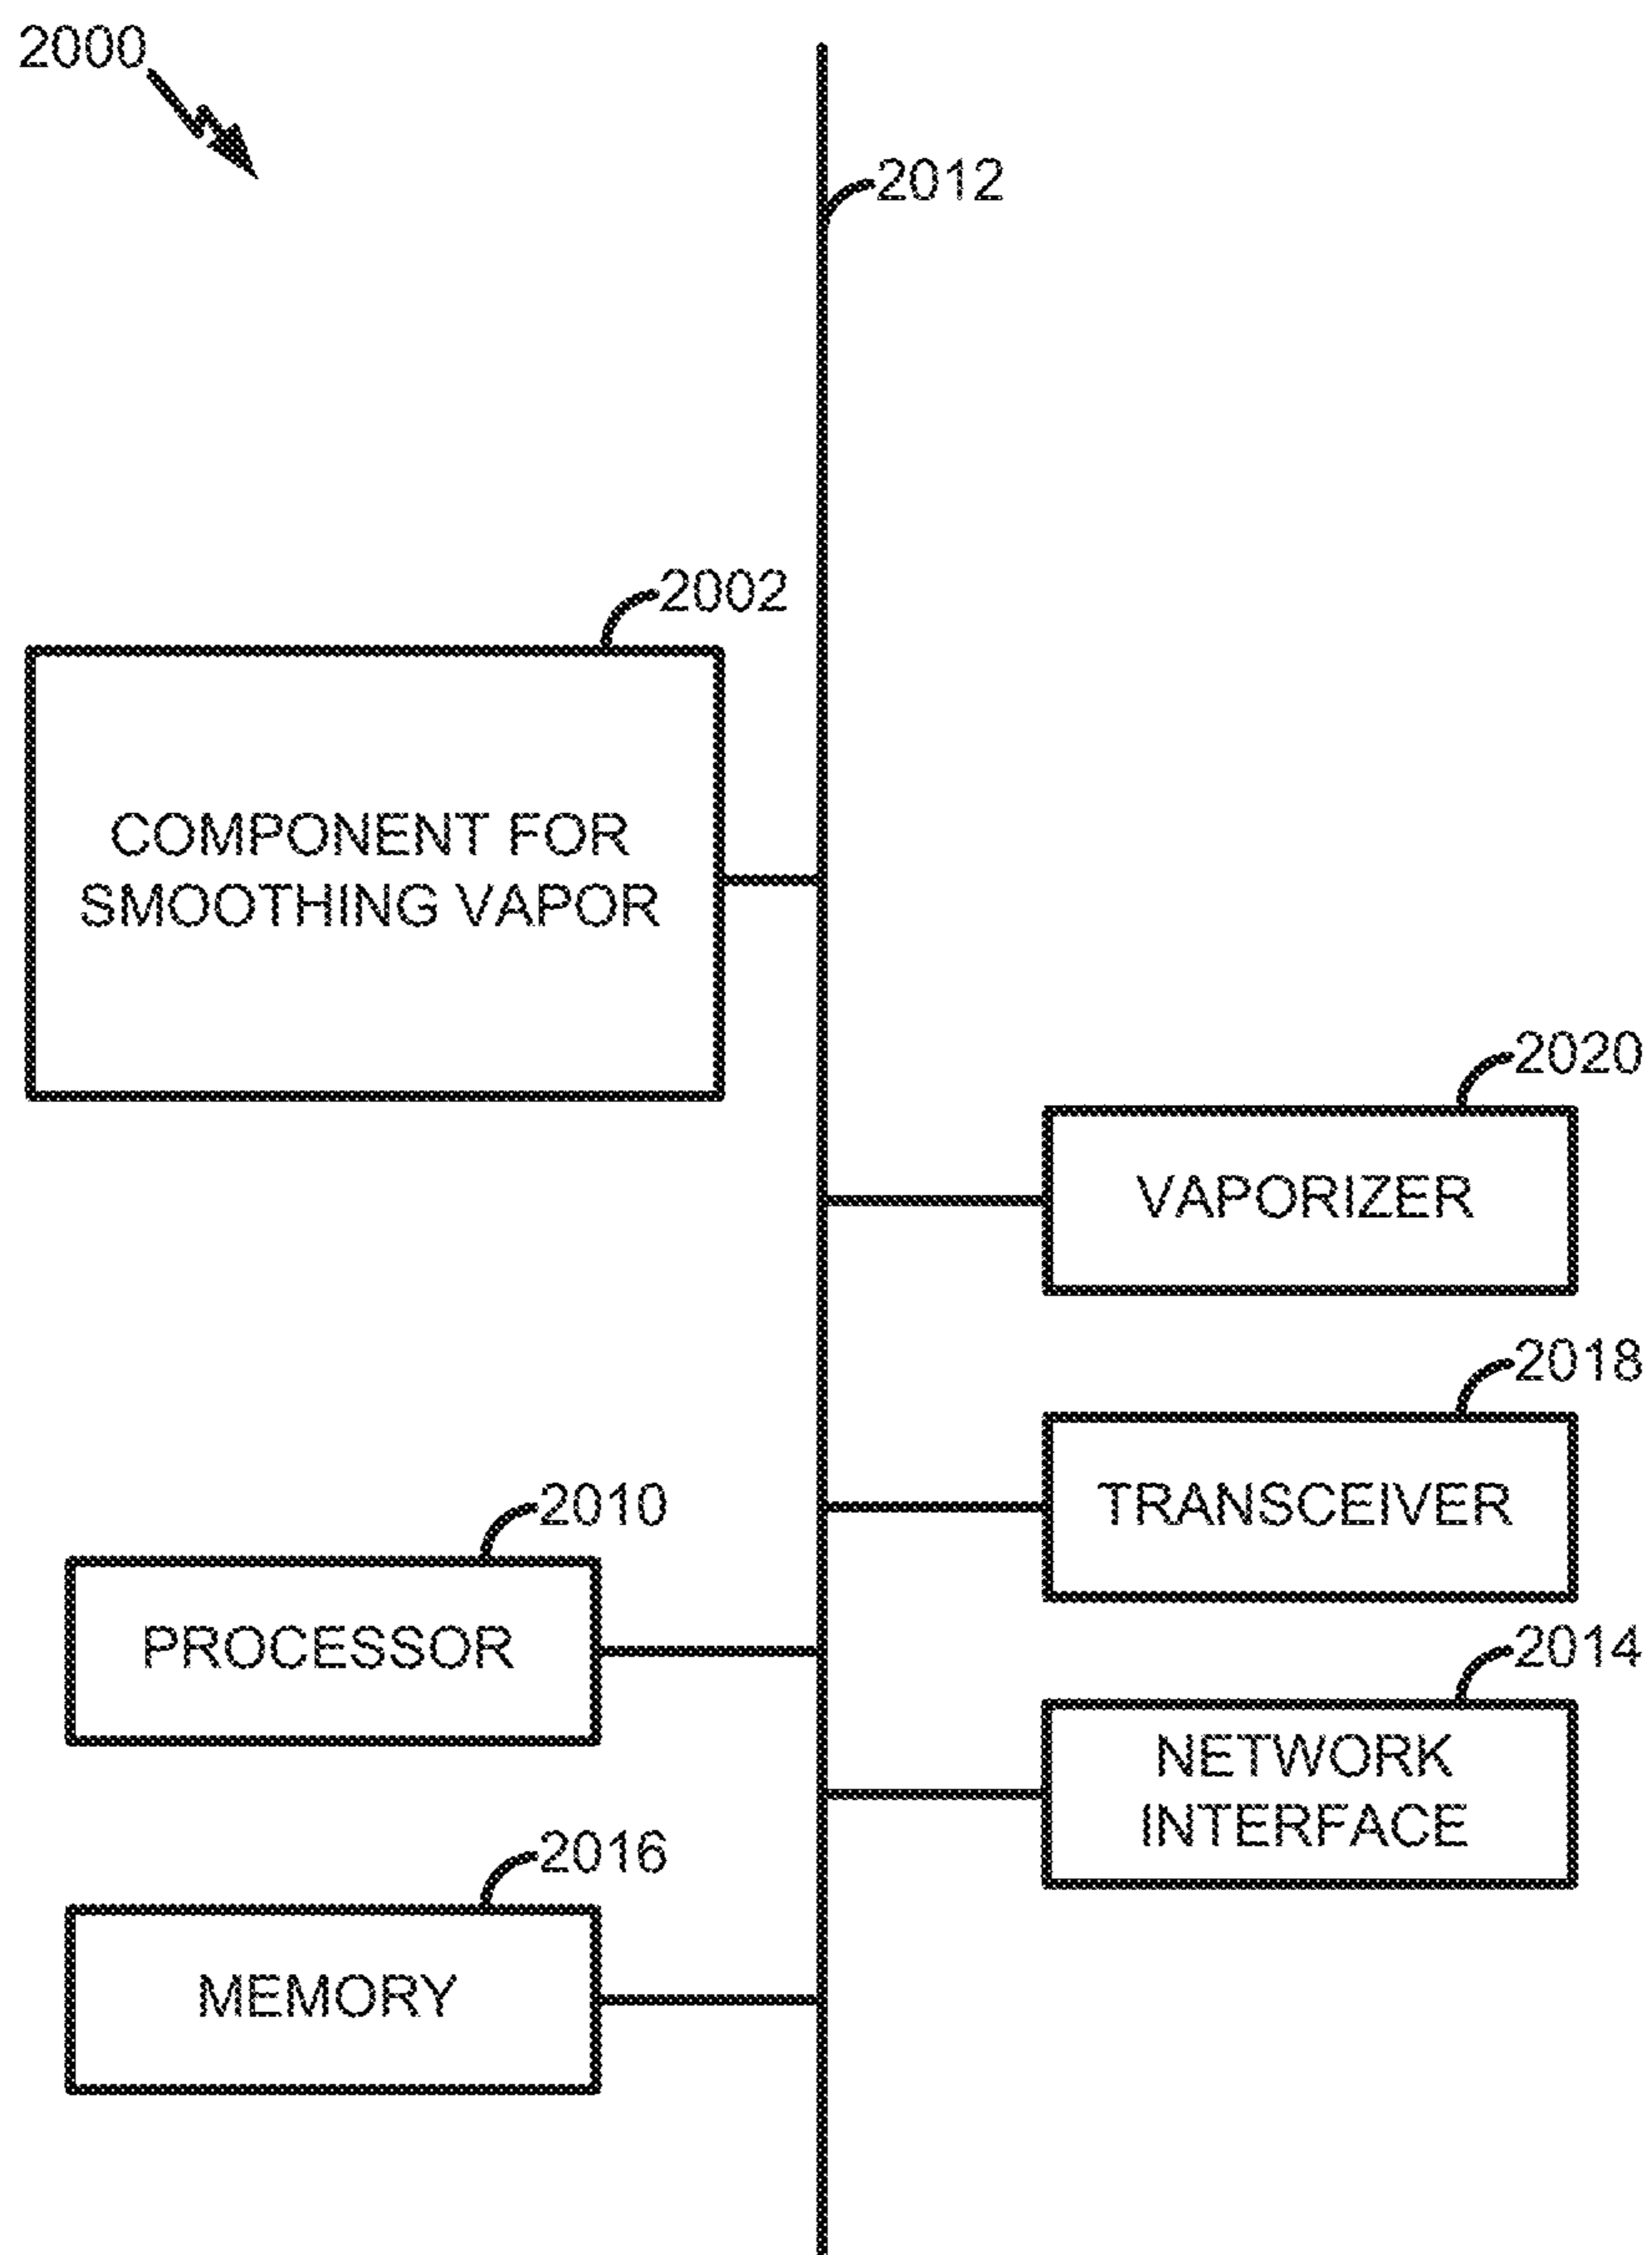 2000
2012
2002
COMPONENT FOR
SMOOTHING VAPOR
2020
VAPORIZER
2018
TRANSCEIVER
2010
PROCESSOR
2014
NETWORK
INTERFACE
2016
MEMORY